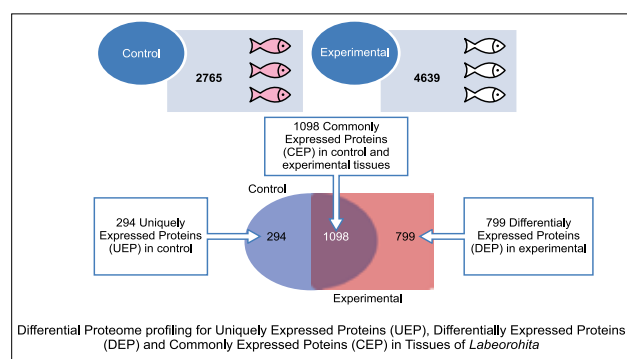 Control
2765
Experimental
4639
1098 Commonly
Expressed Proteins
(CEP) in control and
experimental tissues
Control
294 Uniquely
Expressed Proteins
(UEP) in control
294
1098
799
799 Differentially
Expressed Proteins
(DEP) in experimental
Experimental
Differential Proteome profiling for Uniquely Expressed Proteins (UEP), Differentially Expressed Proteins
(DEP) and Commonly Expressed Poteins (CEP) in Tissues of Labeorohita